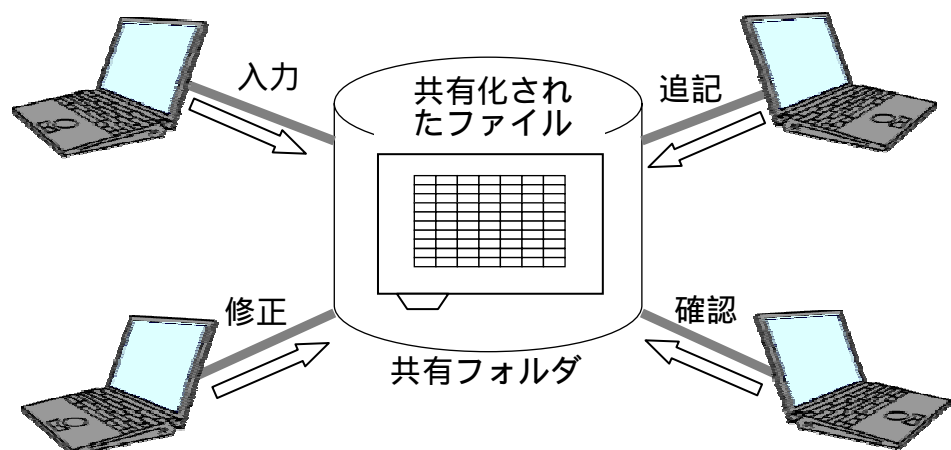 入力
共有化され
たファイル
追記
修正
確認
共有フォルダ